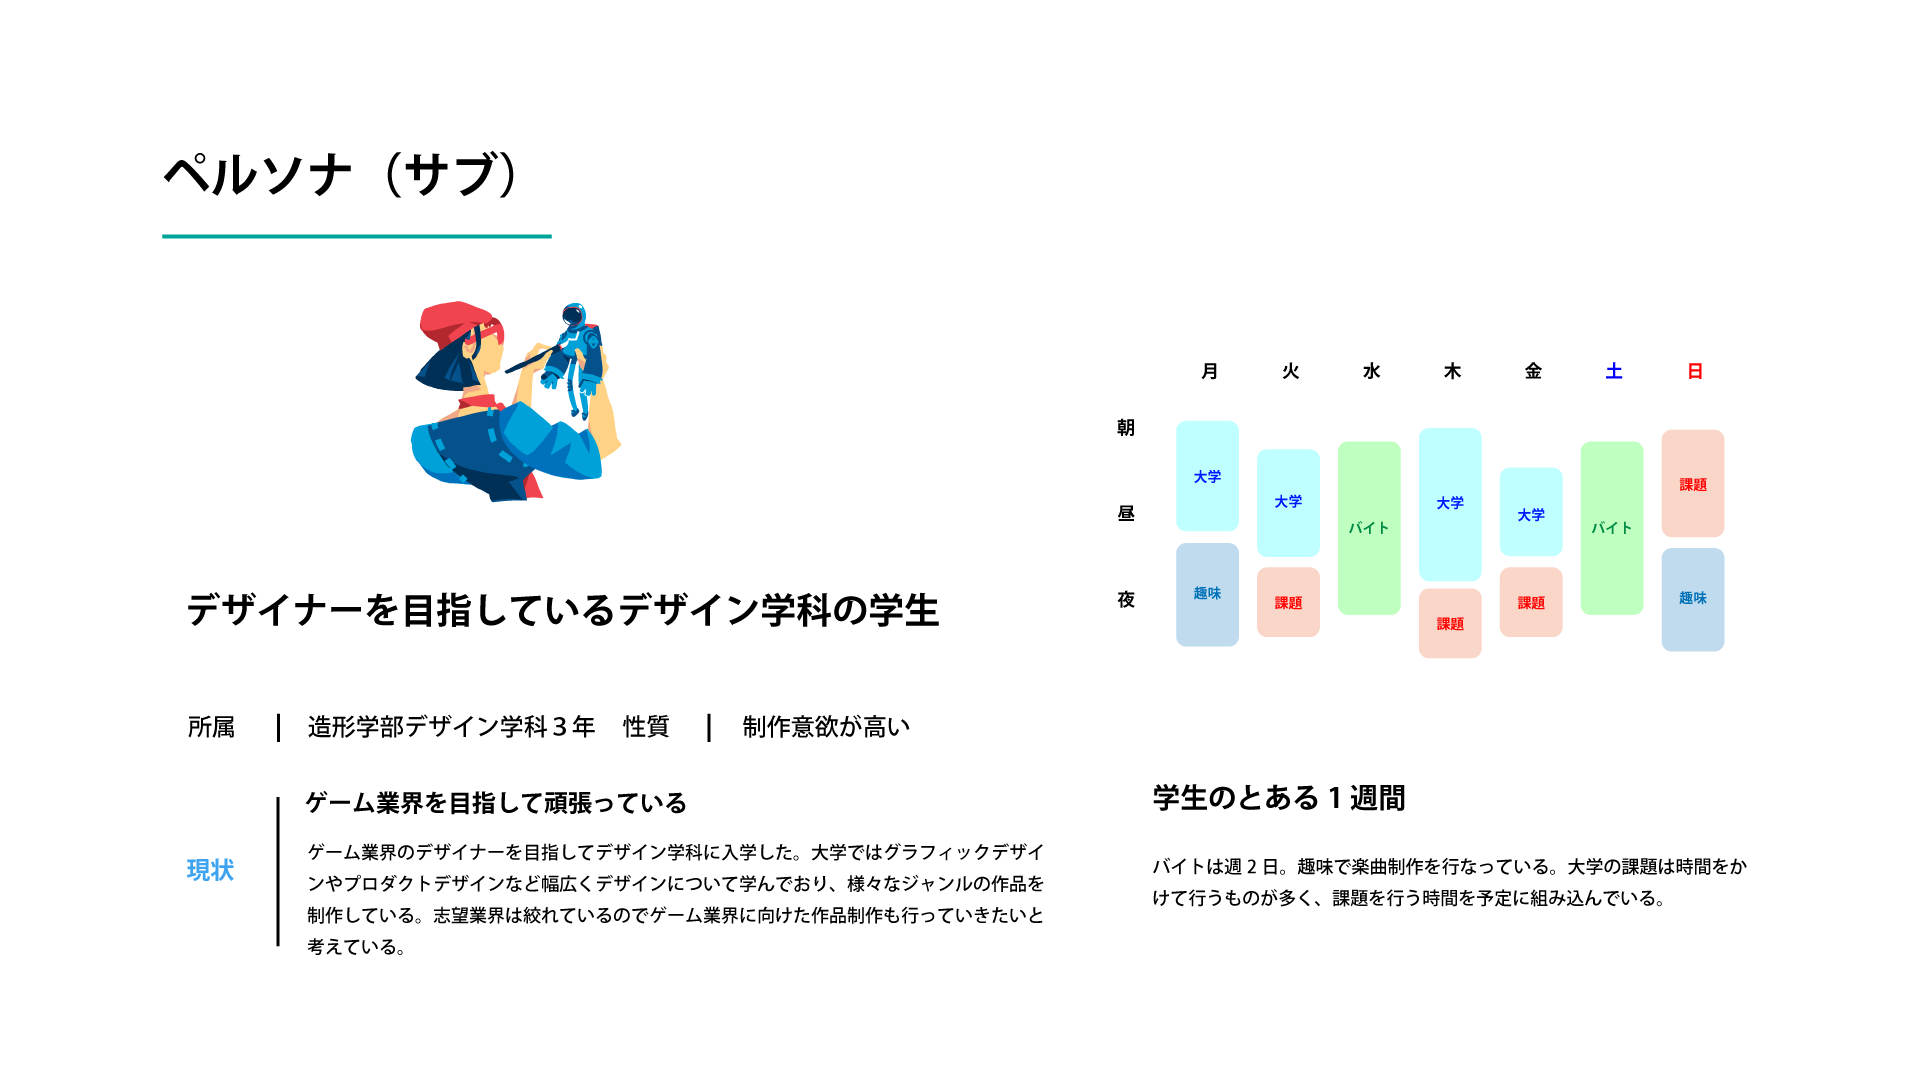 ペルソナ（サブ）
デザイナーを目指しているデザイン学科の学生
所属 | 造形学部デザイン学科３年 性質 | 制作意欲が高い
現状
ゲーム業界を目指して頑張っている
ゲーム業界のデザイナーを目指してデザイン学科に入学した。大学ではグラフィックデザイ
ンやプロダクトデザインなど幅広くデザインについて学んでおり、様々なジャンルの作品を
制作している。志望業界は絞れているのでゲーム業界に向けた作品制作も行っていきたいと
考えている。
月 火 水 木 金 土 日
朝
昼
夜
大学
趣味
大学
課題
バイト
大学
課題
大学
課題
バイト
課題
趣味
学生のとある 1 週間
バイトは週 2 日。趣味で楽曲制作を行なっている。大学の課題は時間をか
けて行うものが多く、課題を行う時間を予定に組み込んでいる。